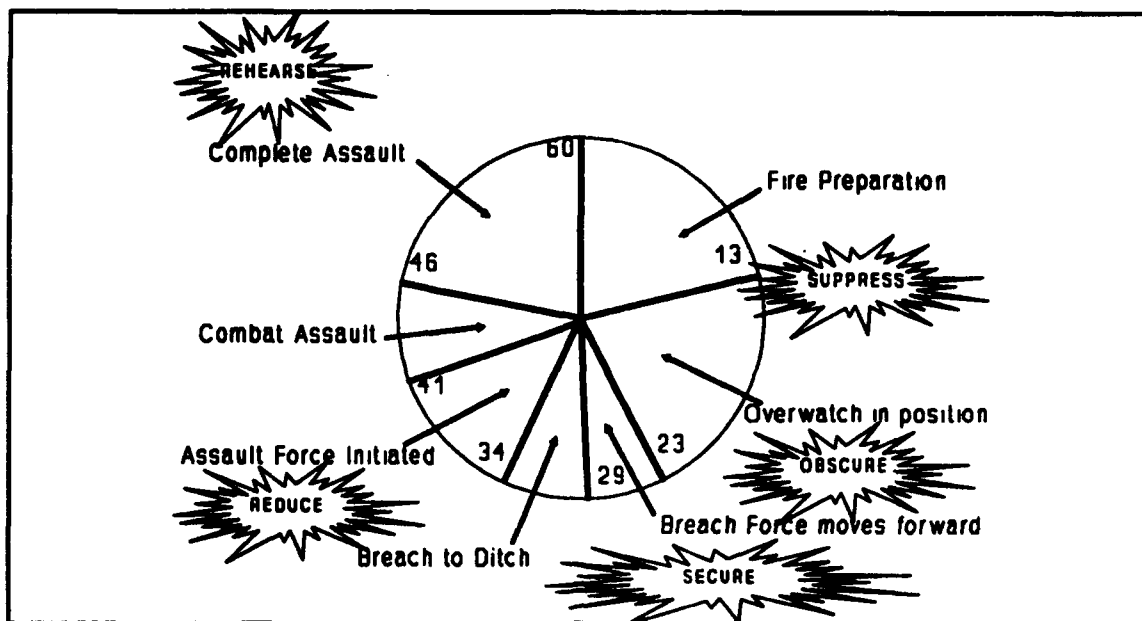 REHEARSE
Complete Assault
60
Fire Preparation
13
SUPPRESS
46
Combat Assault
41
Overwatch in position
Assault Force Initiated
34
23
OBSCURE
29
REDUCE
Breach Force moves forward
Breach to Ditch
SECURE